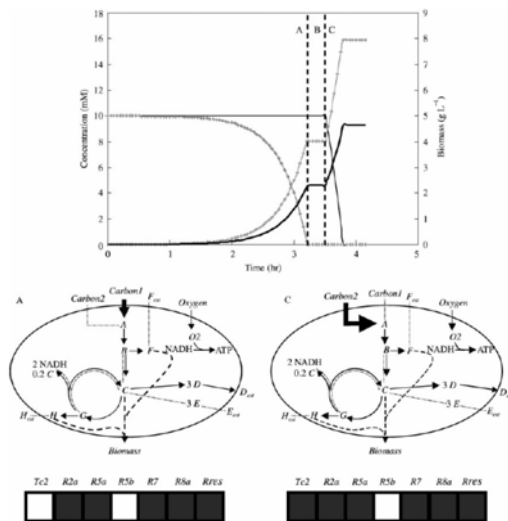 A B C
18 9
16 8
14 7
12 6
10 5
8 4
6 3
4 2
2 1
0 0
0 1 2 3 4 5
Concentration (mM)
Biomass (g L⁻¹)
Time (hr)
A
Carbon2 Carbon1 F_ext Oxygen
A
O2
B F NADH ATP
2 NADH
0.2 C
C 3 D D_ext
3 E E_ext
H_ext H G
Biomass
Tc2 R2a R5a R5b R7 R8a Rres
C
Carbon2 Carbon1 F_ext Oxygen
A
O2
B F NADH ATP
2 NADH
0.2 C
C 3 D
3 E E_ext
H_ext H G
Biomass
Tc2 R2a R5a R5b R7 R8a Rres